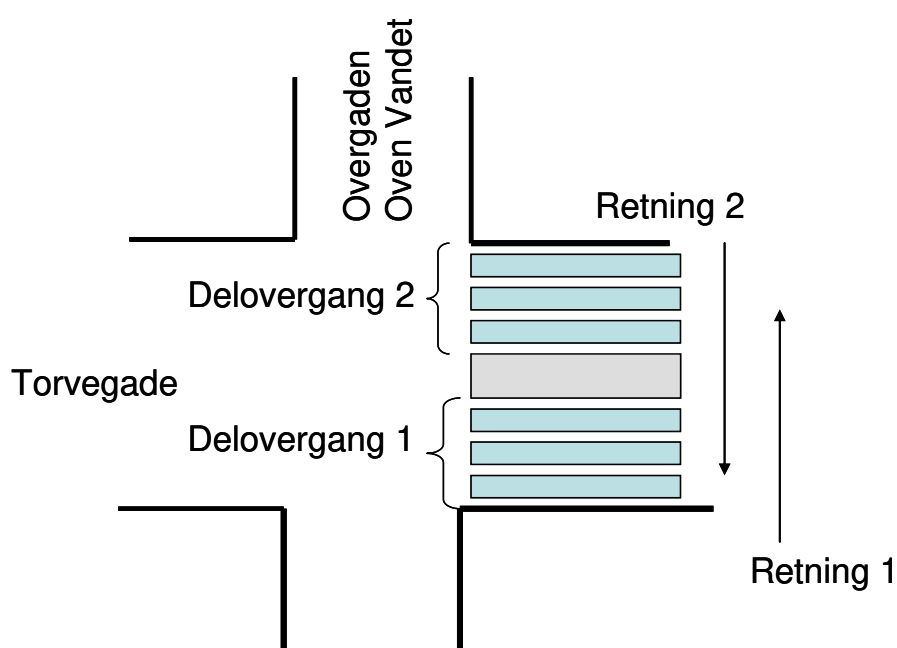 Overgaden
Oven Vandet
Retning 2
Delovergang 2
Torvegade
Delovergang 1
Retning 1